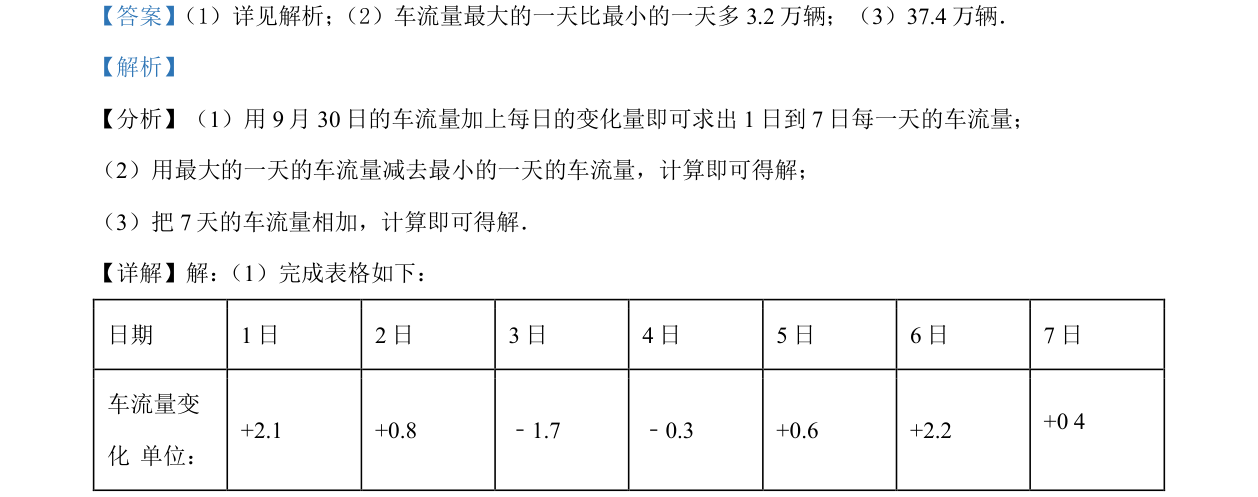 【答案】（1）详见解析；（2）车流量最大的一天比最小的一天多 3.2 万辆；（3）37.4 万辆．
【解析】
【分析】（1）用 9 月 30 日的车流量加上每日的变化量即可求出 1 日到 7 日每一天的车流量；
（2）用最大的一天的车流量减去最小的一天的车流量，计算即可得解；
（3）把 7 天的车流量相加，计算即可得解．
【详解】解：（1）完成表格如下：
日期 1 日 2 日 3 日 4 日 5 日 6 日 7 日
车流量变
化 单位： +2.1 +0.8 ﹣1.7 ﹣0.3 +0.6 +2.2 +0 4